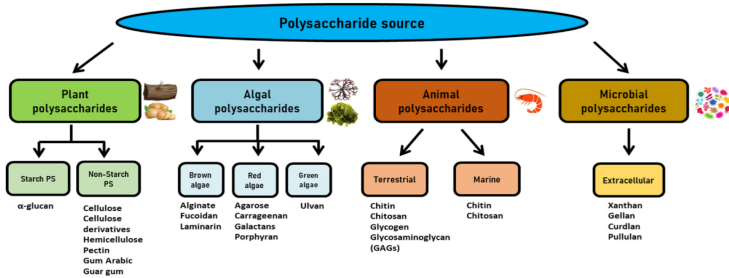 Polysaccharide source
Plant
polysaccharides
Algal
polysaccharides
Animal
polysaccharides
Microbial
polysaccharides
Starch PS
Non-Starch
PS
Brown
algae
Red
algae
Green
algae
Terrestrial
Marine
Extracellular
α-glucan
Cellulose
Cellulose
derivatives
Hemicellulose
Pectin
Gum Arabic
Guar gum
Alginate
Fucoidan
Laminarin
Agarose
Carrageenan
Galactans
Porphyran
Ulvan
Chitin
Chitosan
Glycogen
Glycosaminoglycan
(GAGs)
Chitin
Chitosan
Xanthan
Gellan
Curdlan
Pullulan